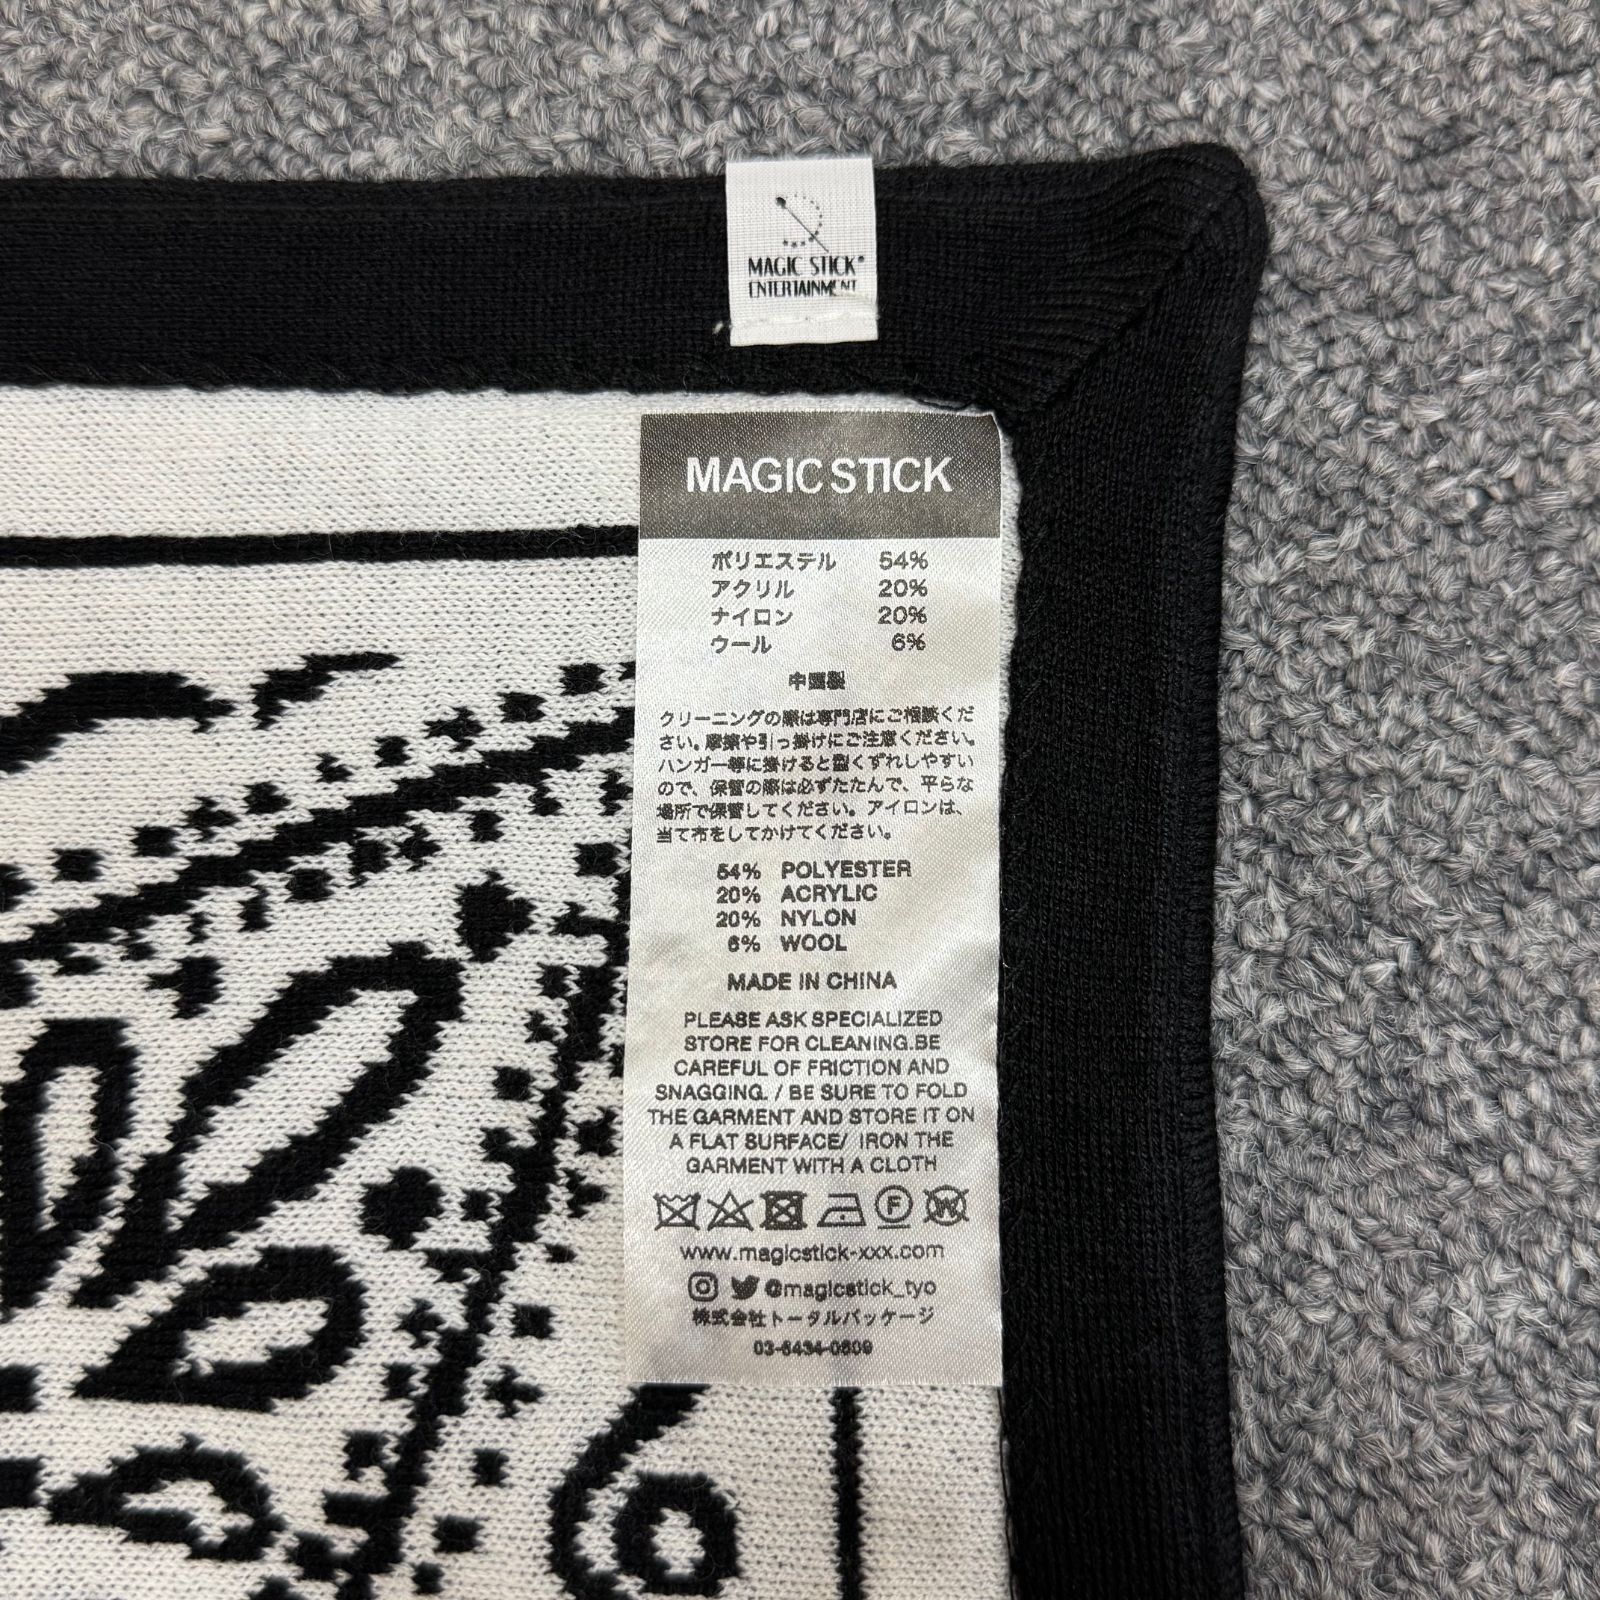 MAGIC STICK®
ENTERTAINMENT
MAGIC STICK
ポリエステル 54%
アクリル 20%
ナイロン 20%
ウール 6%
中国製
クリーニングの際は専門店にご相談くだ
さい。摩擦や引っ掛けにご注意ください。
ハンガー等に掛けると型くずれしやすい
ので、保管の際は必ずたたんで、平らな
場所で保管してください。アイロンは、
当て布をしてかけてください。
54% POLYESTER
20% ACRYLIC
20% NYLON
6% WOOL
MADE IN CHINA
PLEASE ASK SPECIALIZED
STORE FOR CLEANING.BE
CAREFUL OF FRICTION AND
SNAGGING. / BE SURE TO FOLD
THE GARMENT AND STORE IT ON
A FLAT SURFACE/ IRON THE
GARMENT WITH A CLOTH
F W
www.magicstick-xxx.com
@magicstick_tyo
株式会社トータルパッケージ
03-6434-0609